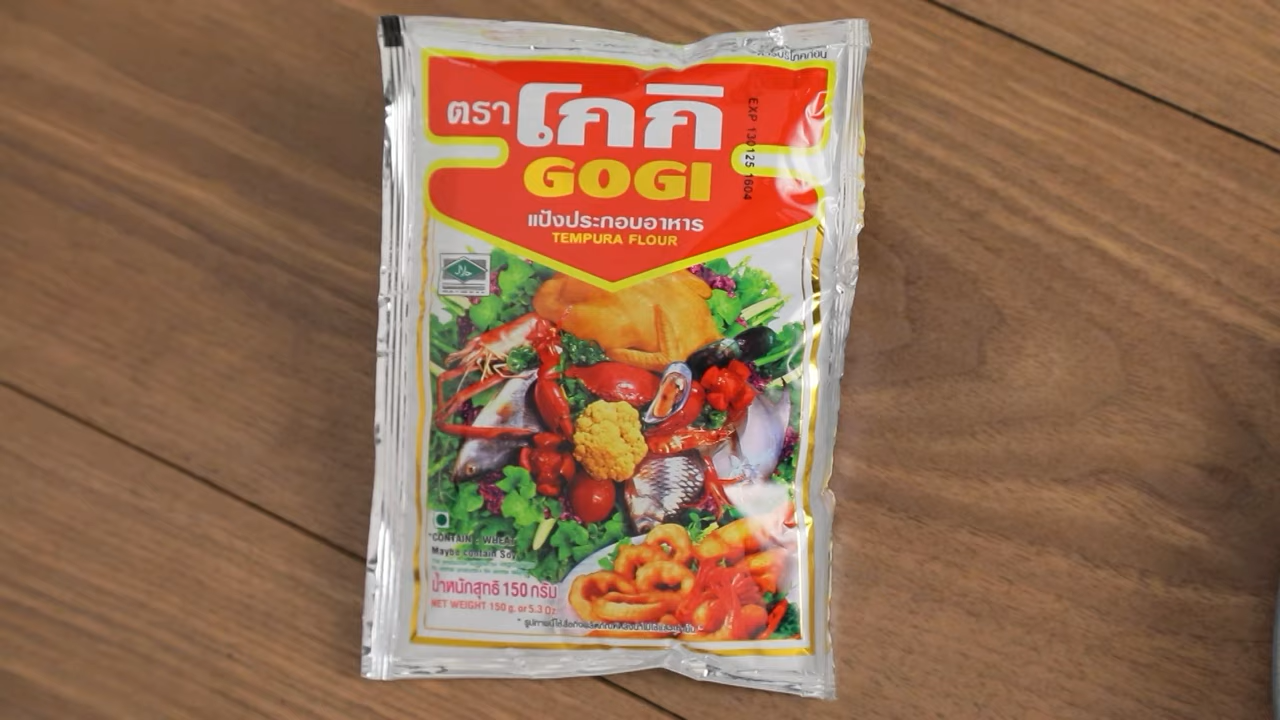 ตรา โกกิ
GOGI
แป้งประกอบอาหาร
TEMPURA FLOUR
EXP 130125 1604
"CONTAIN : WHEAT
Maybe contain Soy
น้ำหนักสุทธิ 150 กรัม
NET WEIGHT 150 g. or 5.3 Oz.